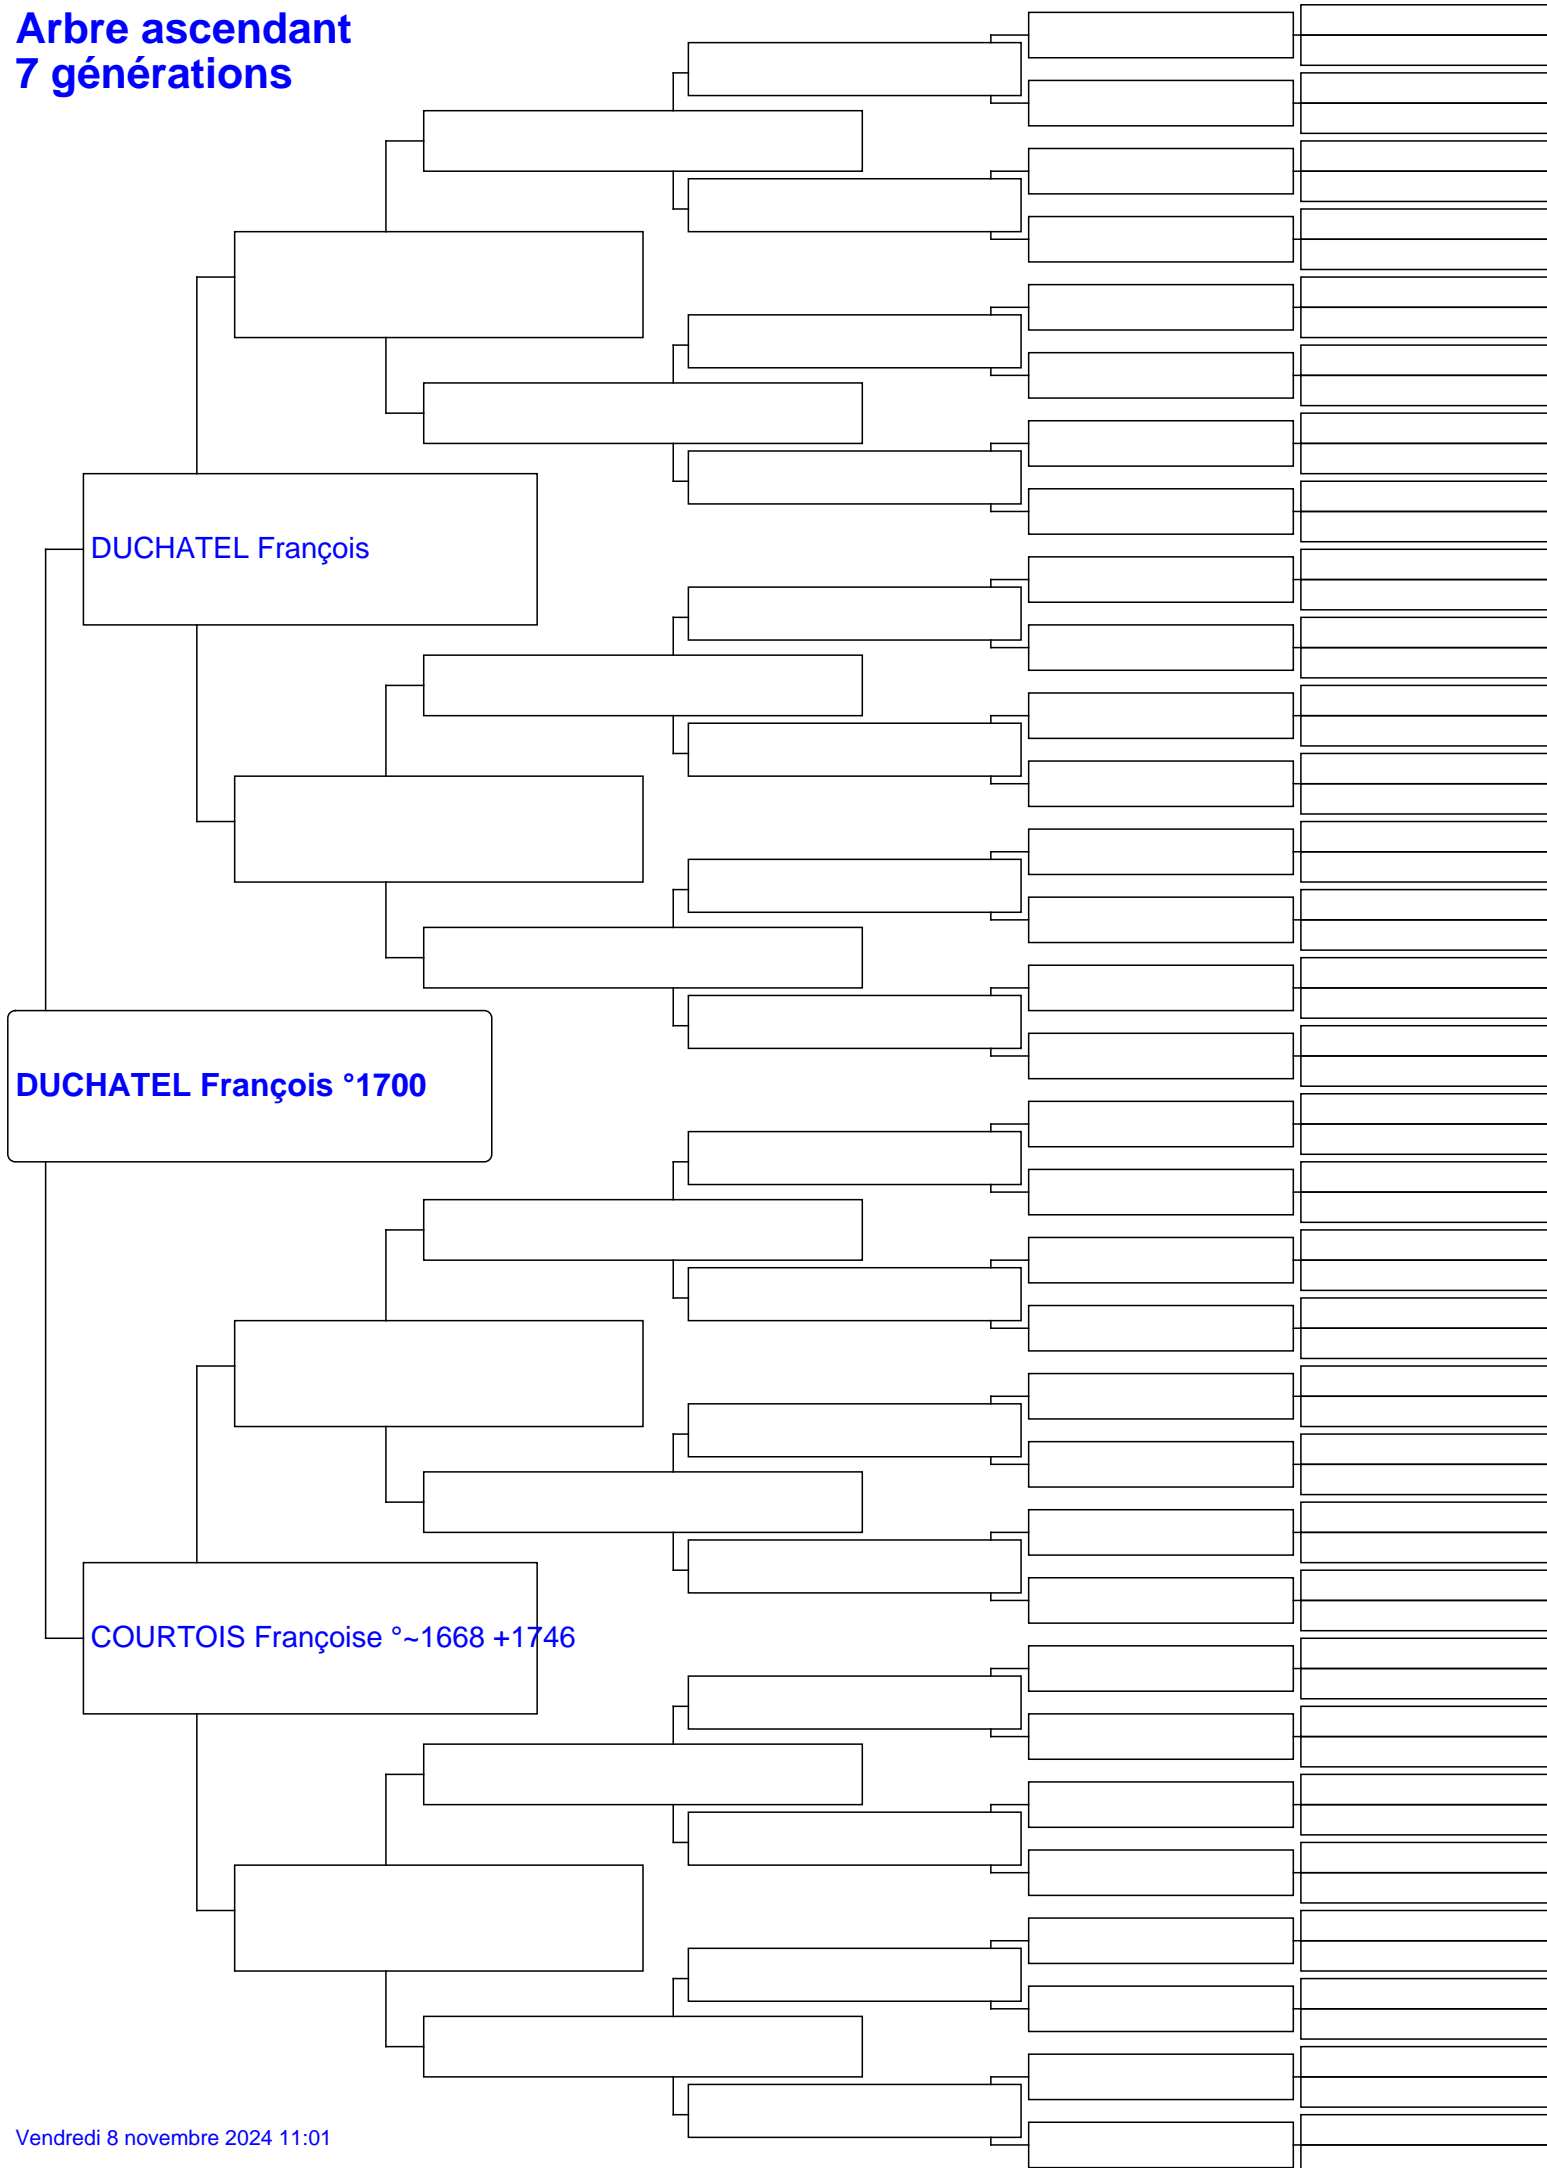 Arbre ascendant
7 générations
DUCHATEL François
DUCHATEL François °1700
COURTOIS Françoise °~1668 +1746
Vendredi 8 novembre 2024 11:01